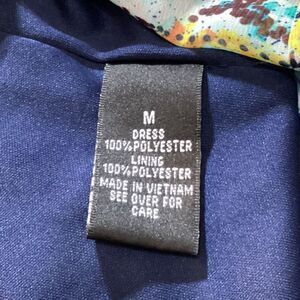 M
DRESS
100%POLYESTER
LINING
100%POLYESTER
MADE IN VIETNAM
SEE OVER FOR
CARE